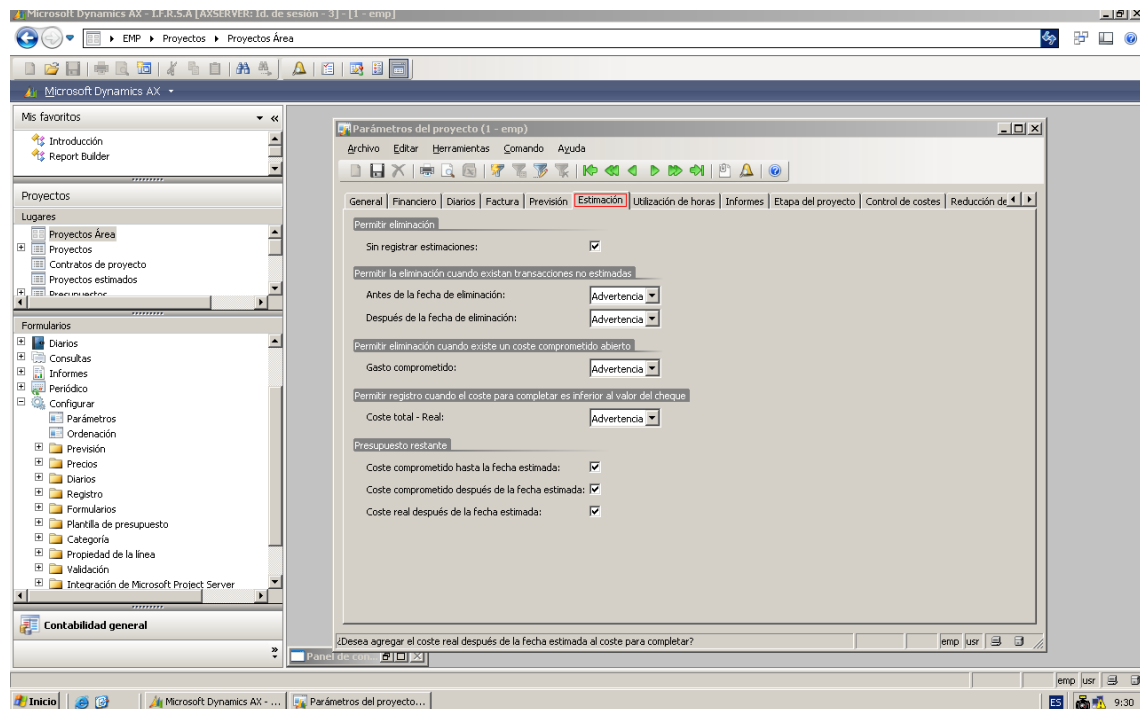 Microsoft Dynamics AX - I.F.R.S.A [AXSERVER: Id. de sesión - 3] - [1 - emp]
EMP Proyectos Proyectos Área
Microsoft Dynamics AX
Mis favoritos
Introducción
Report Builder
Proyectos
Lugares
Proyectos Área
Proyectos
Contratos de proyecto
Proyectos estimados
Presupuestos
Formularios
Diarios
Consultas
Informes
Periódico
Configurar
Parámetros
Ordenación
Previsión
Precios
Diarios
Registro
Formularios
Plantilla de presupuesto
Categoría
Propiedad de la línea
Validación
Integración de Microsoft Project Server
Contabilidad general
Parámetros del proyecto (1 - emp)
Archivo Editar Herramientas Comando Ayuda
General Financiero Diarios Factura Previsión Estimación Utilización de horas Informes Etapa del proyecto Control de costes Reducción de
Permitir eliminación
Sin registrar estimaciones:
Permitir la eliminación cuando existan transacciones no estimadas
Antes de la fecha de eliminación: Advertencia
Después de la fecha de eliminación: Advertencia
Permitir eliminación cuando existe un coste comprometido abierto
Gasto comprometido: Advertencia
Permitir registro cuando el coste para completar es inferior al valor del cheque
Coste total - Real: Advertencia
Presupuesto restante
Coste comprometido hasta la fecha estimada:
Coste comprometido después de la fecha estimada:
Coste real después de la fecha estimada:
¿Desea agregar el coste real después de la fecha estimada al coste para completar? emp usr
Panel de con...
emp usr
Inicio Microsoft Dynamics AX - ... Parámetros del proyecto... ES 9:30